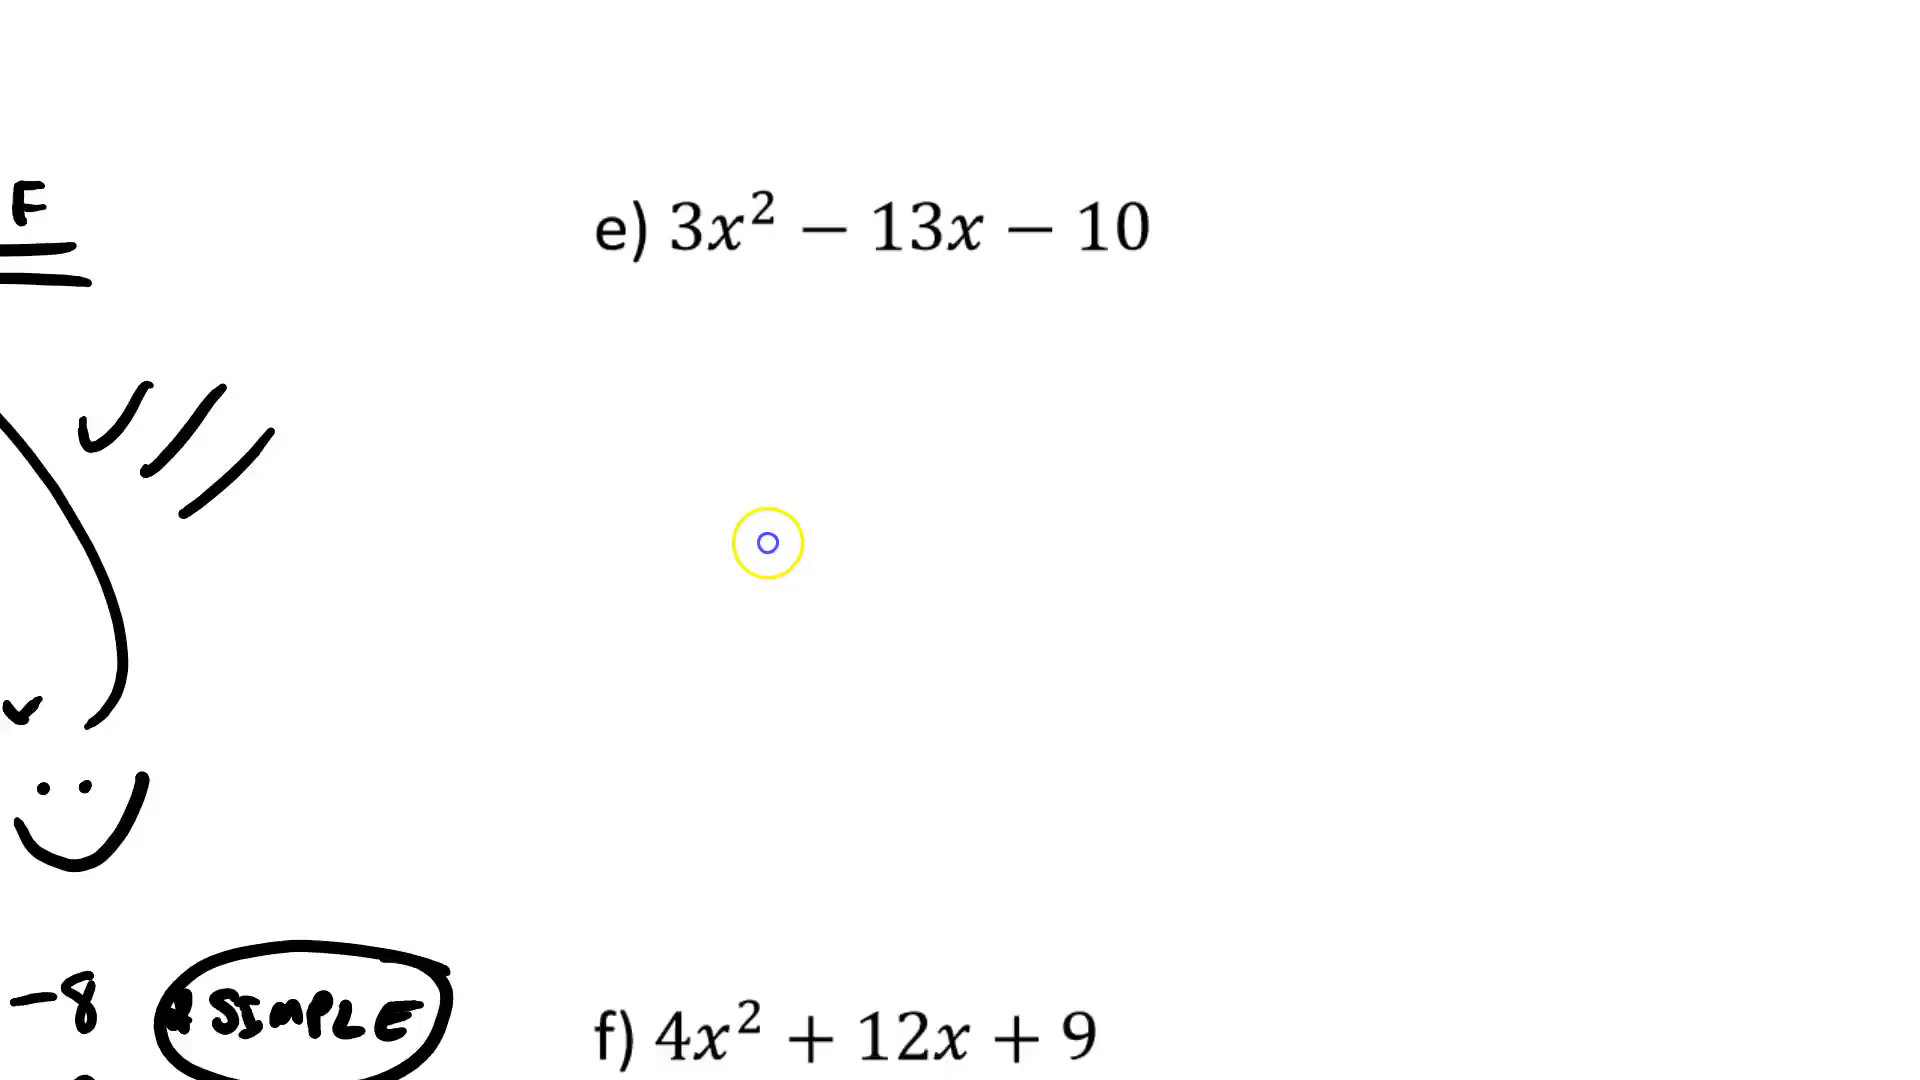 F
e) 3x² − 13x − 10
-8 SIMPLE
f) 4x² + 12x + 9